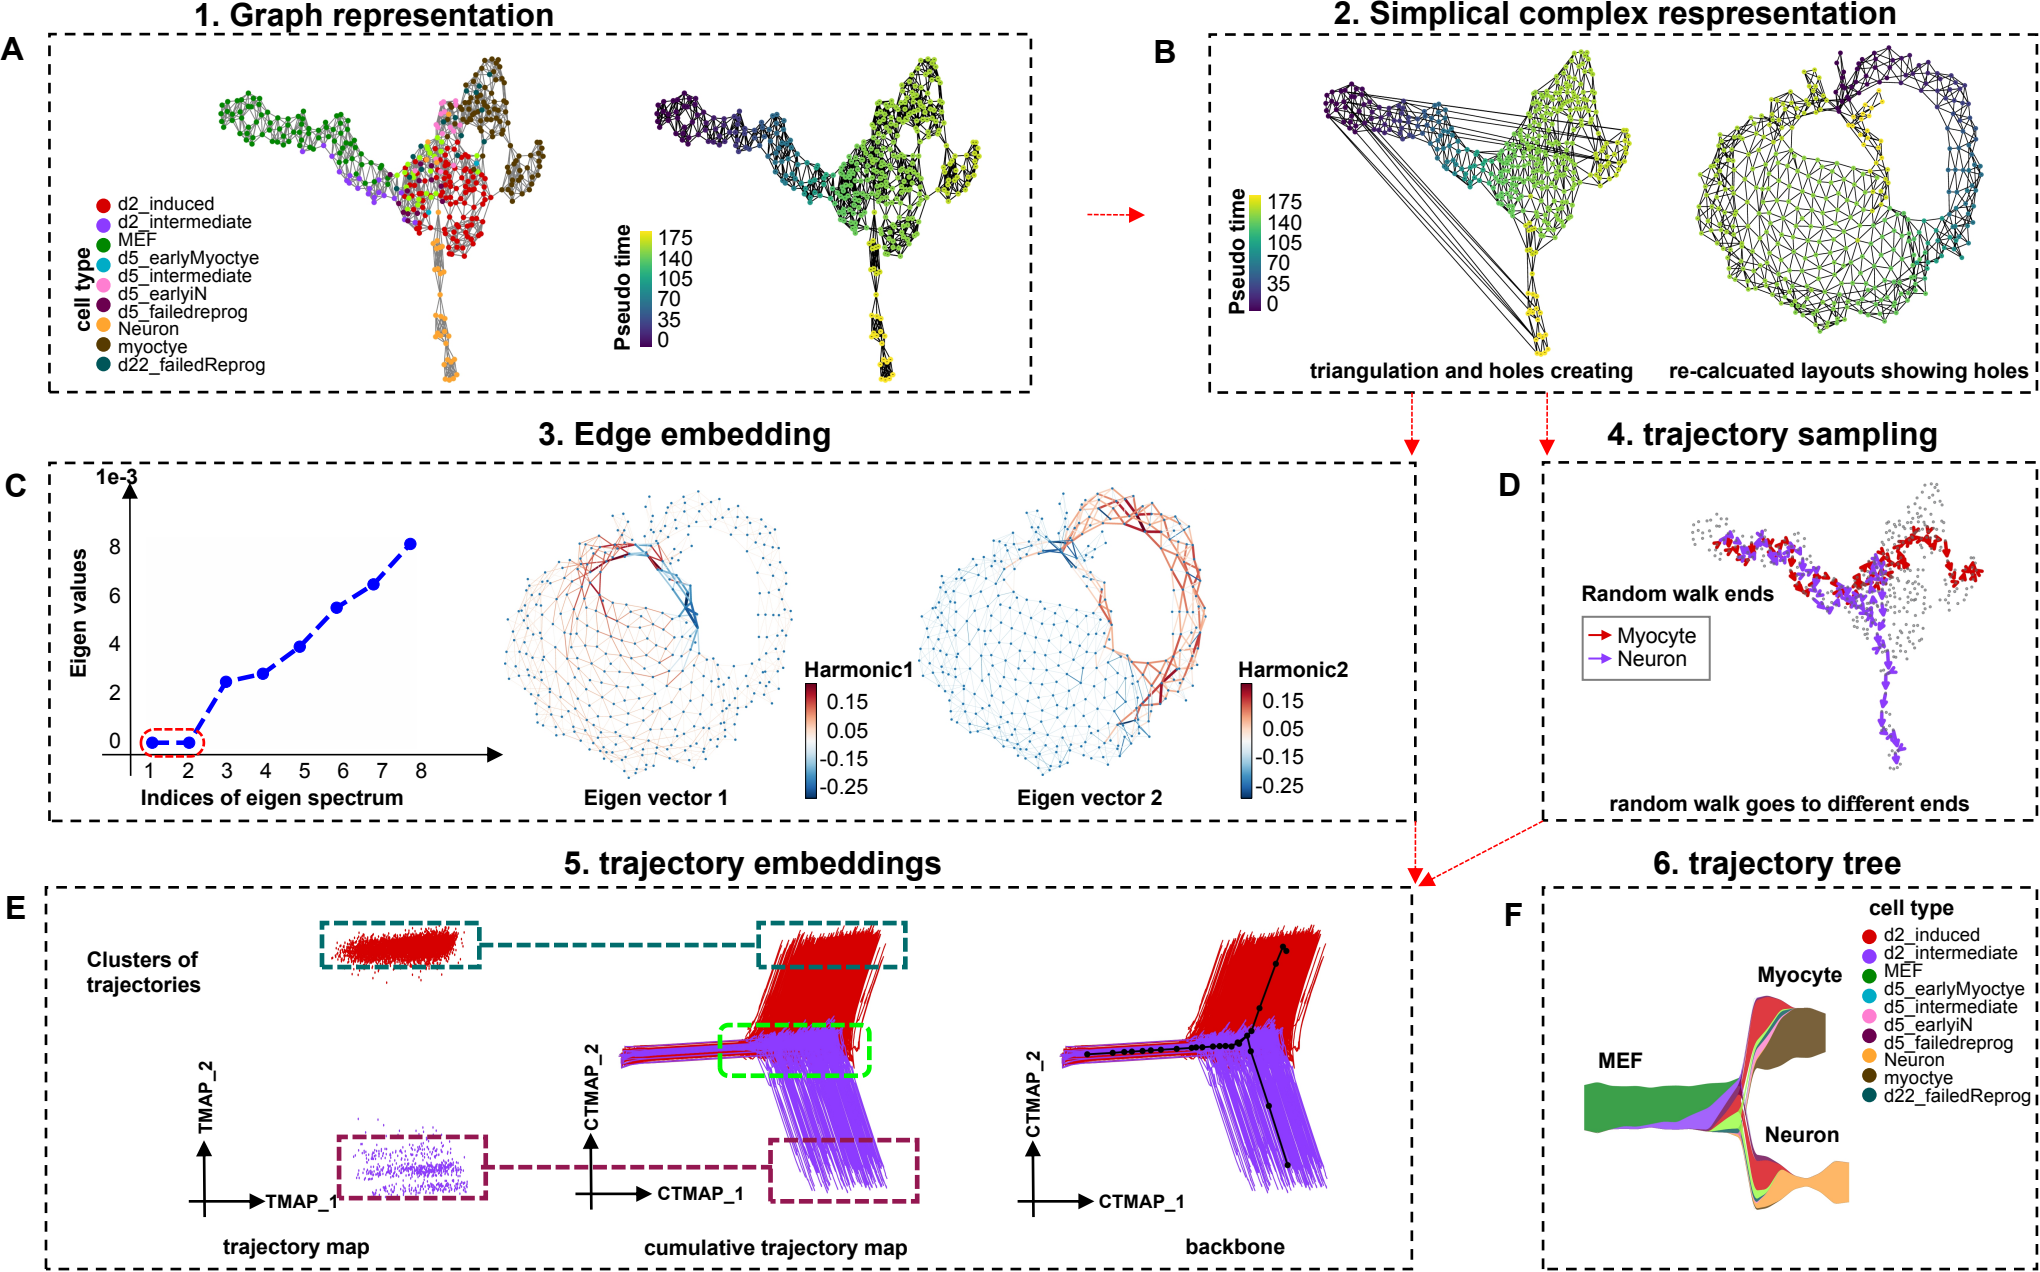 1. Graph representation
2. Simplical complex respresentation
A
d2_induced
d2_intermediate
MEF
d5_earlyMyoctye
d5_intermediate
d5_earlyiN
d5_failedreprog
Neuron
myoctye
d22_failedReprog
cell type
Pseudo time
175
140
105
70
35
0
B
Pseudo time
175
140
105
70
35
0
triangulation and holes creating
re-calcuated layouts showing holes
3. Edge embedding
4. trajectory sampling
C
1e-3
Eigen values
8
6
4
2
0
1 2 3 4 5 6 7 8
Indices of eigen spectrum
Harmonic1
0.15
0.05
-0.15
-0.25
Eigen vector 1
Harmonic2
0.15
0.05
-0.15
-0.25
Eigen vector 2
D
Random walk ends
Myocyte
Neuron
random walk goes to different ends
5. trajectory embeddings
6. trajectory tree
E
Clusters of
trajectories
TMAP_2
TMAP_1
trajectory map
CTMAP_2
CTMAP_1
cumulative trajectory map
CTMAP_2
CTMAP_1
backbone
F
cell type
d2_induced
d2_intermediate
MEF
d5_earlyMyoctye
d5_intermediate
d5_earlyiN
d5_failedreprog
Neuron
myoctye
d22_failedReprog
Myocyte
MEF
Neuron